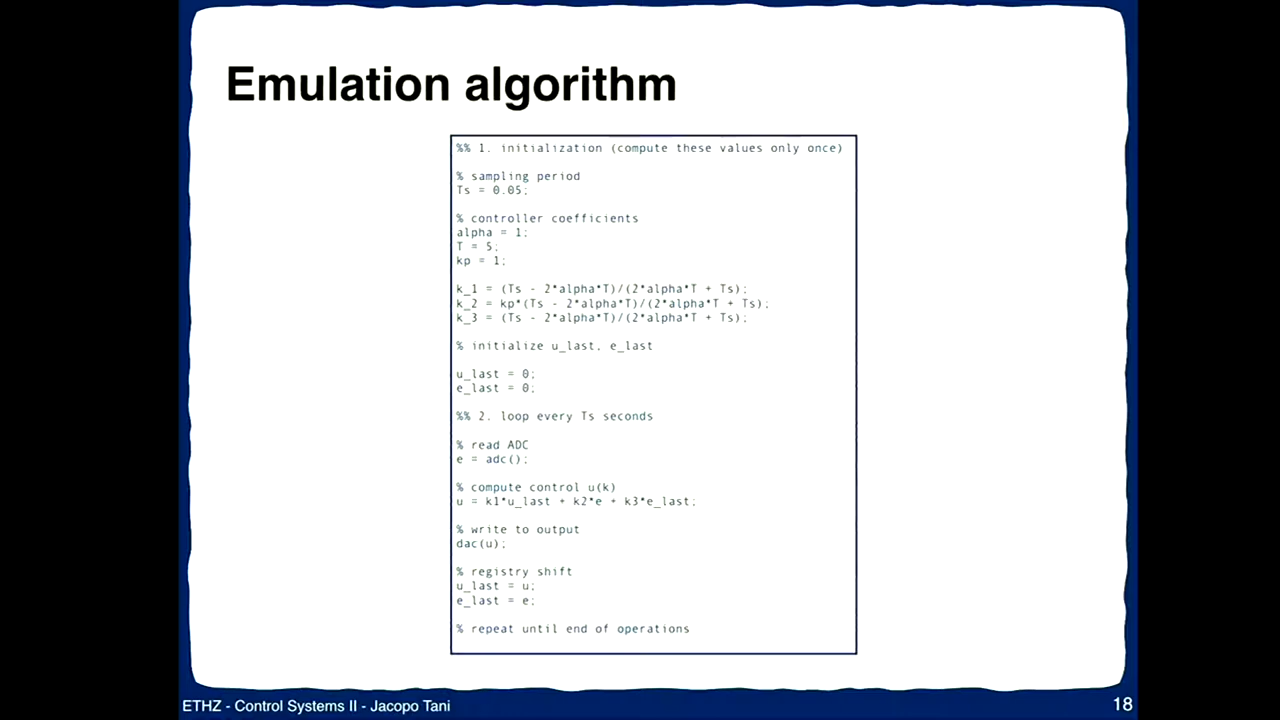 Emulation algorithm
%% 1. initialization (compute these values only once)
% sampling period
Ts = 0.05;
% controller coefficients
alpha = 1;
T = 5;
kp = 1;
k_1 = (Ts - 2*alpha*T)/(2*alpha*T + Ts);
k_2 = kp*(Ts - 2*alpha*T)/(2*alpha*T + Ts);
k_3 = (Ts - 2*alpha*T)/(2*alpha*T + Ts);
% initialize u_last, e_last
u_last = 0;
e_last = 0;
%% 2. loop every Ts seconds
% read ADC
e = adc();
% compute control u(k)
u = k1*u_last + k2*e + k3*e_last;
% write to output
dac(u);
% registry shift
u_last = u;
e_last = e;
% repeat until end of operations
ETHZ - Control Systems II - Jacopo Tani
18